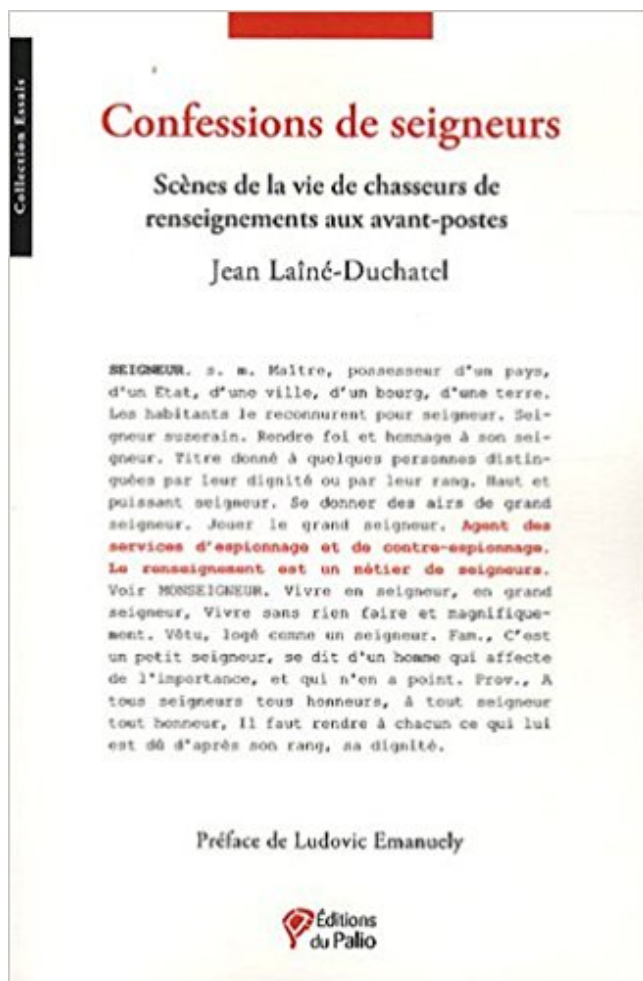 Collection Essais
Confessions de seigneurs
Scènes de la vie de chasseurs de
renseignements aux avant-postes
Jean Laîné-Duchatel
SEIGNEUR. s. m. Maître, possesseur d'un pays,
d'un Etat, d'une ville, d'un bourg, d'une terre.
Les habitants le reconnurent pour seigneur. Sei-
gneur suzerain. Rendre foi et hommage à son sei-
gneur. Titre donné à quelques personnes distin-
guées par leur dignité ou par leur rang. Haut et
puissant seigneur. Se donner des airs de grand
seigneur. Jouer le grand seigneur. Agent des
services d'espionnage et de contre-espionnage.
Le renseignement est un métier de seigneurs.
Voir MONSEIGNEUR. Vivre en seigneur, en grand
seigneur, Vivre sans rien faire et magnifique-
ment. Vêtu, logé comme un seigneur. Fam., C'est
un petit seigneur, se dit d'un homme qui affecte
de l'importance, et qui n'en a point. Prov., A
tous seigneurs tous honneurs, à tout seigneur
tout honneur, Il faut rendre à chacun ce qui lui
est dû d'après son rang, sa dignité.
Préface de Ludovic Emanuely
Éditions
du Palio